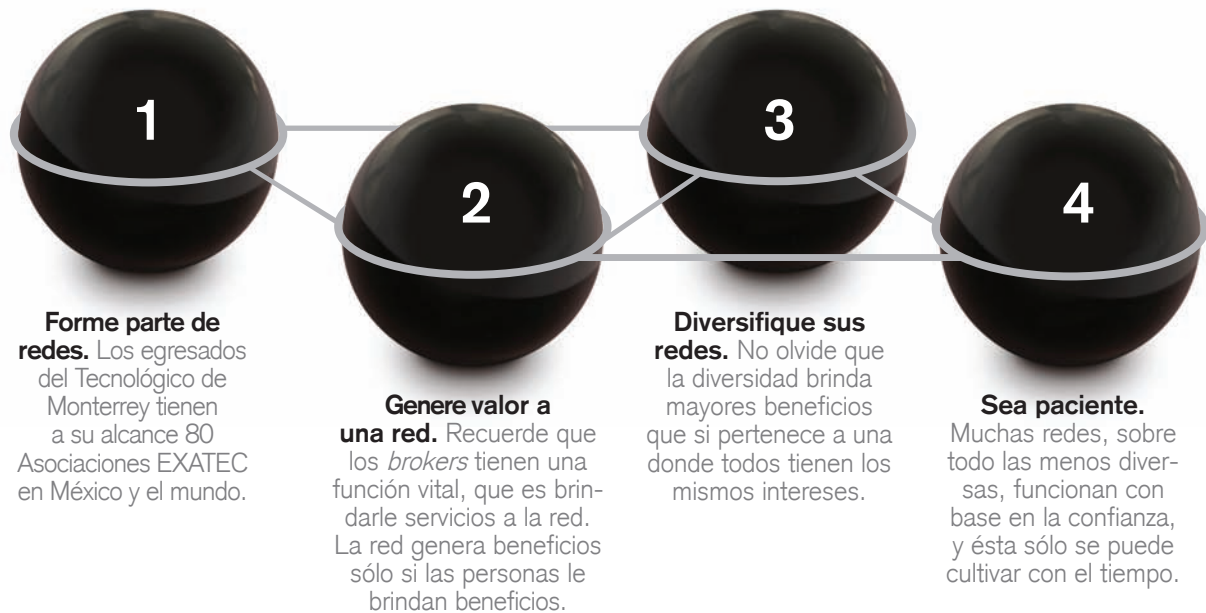 1
Forme parte de
redes. Los egresados
del Tecnológico de
Monterrey tienen
a su alcance 80
Asociaciones EXATEC
en México y el mundo.
2
Genere valor a
una red. Recuerde que
los brokers tienen una
función vital, que es brin-
darle servicios a la red.
La red genera beneficios
sólo si las personas le
brindan beneficios.
3
Diversifique sus
redes. No olvide que
la diversidad brinda
mayores beneficios
que si pertenece a una
donde todos tienen los
mismos intereses.
4
Sea paciente.
Muchas redes, sobre
todo las menos diver-
sas, funcionan con
base en la confianza,
y ésta sólo se puede
cultivar con el tiempo.